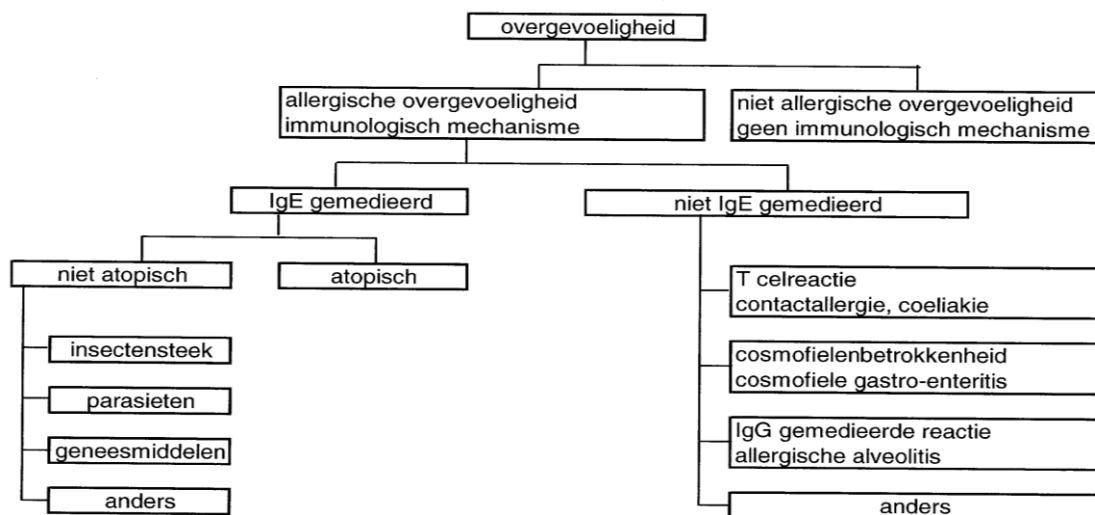 overgevoeligheid
allergische overgevoeligheid
immunologisch mechanisme
niet allergische overgevoeligheid
geen immunologisch mechanisme
IgE gemedieerd
niet IgE gemedieerd
niet atopisch
atopisch
insectensteek
parasieten
geneesmiddelen
anders
T celreactie
contactallergie, coeliakie
cosmofielenbetrokkenheid
cosmofiele gastro-enteritis
IgG gemedieerde reactie
allergische alveolitis
anders